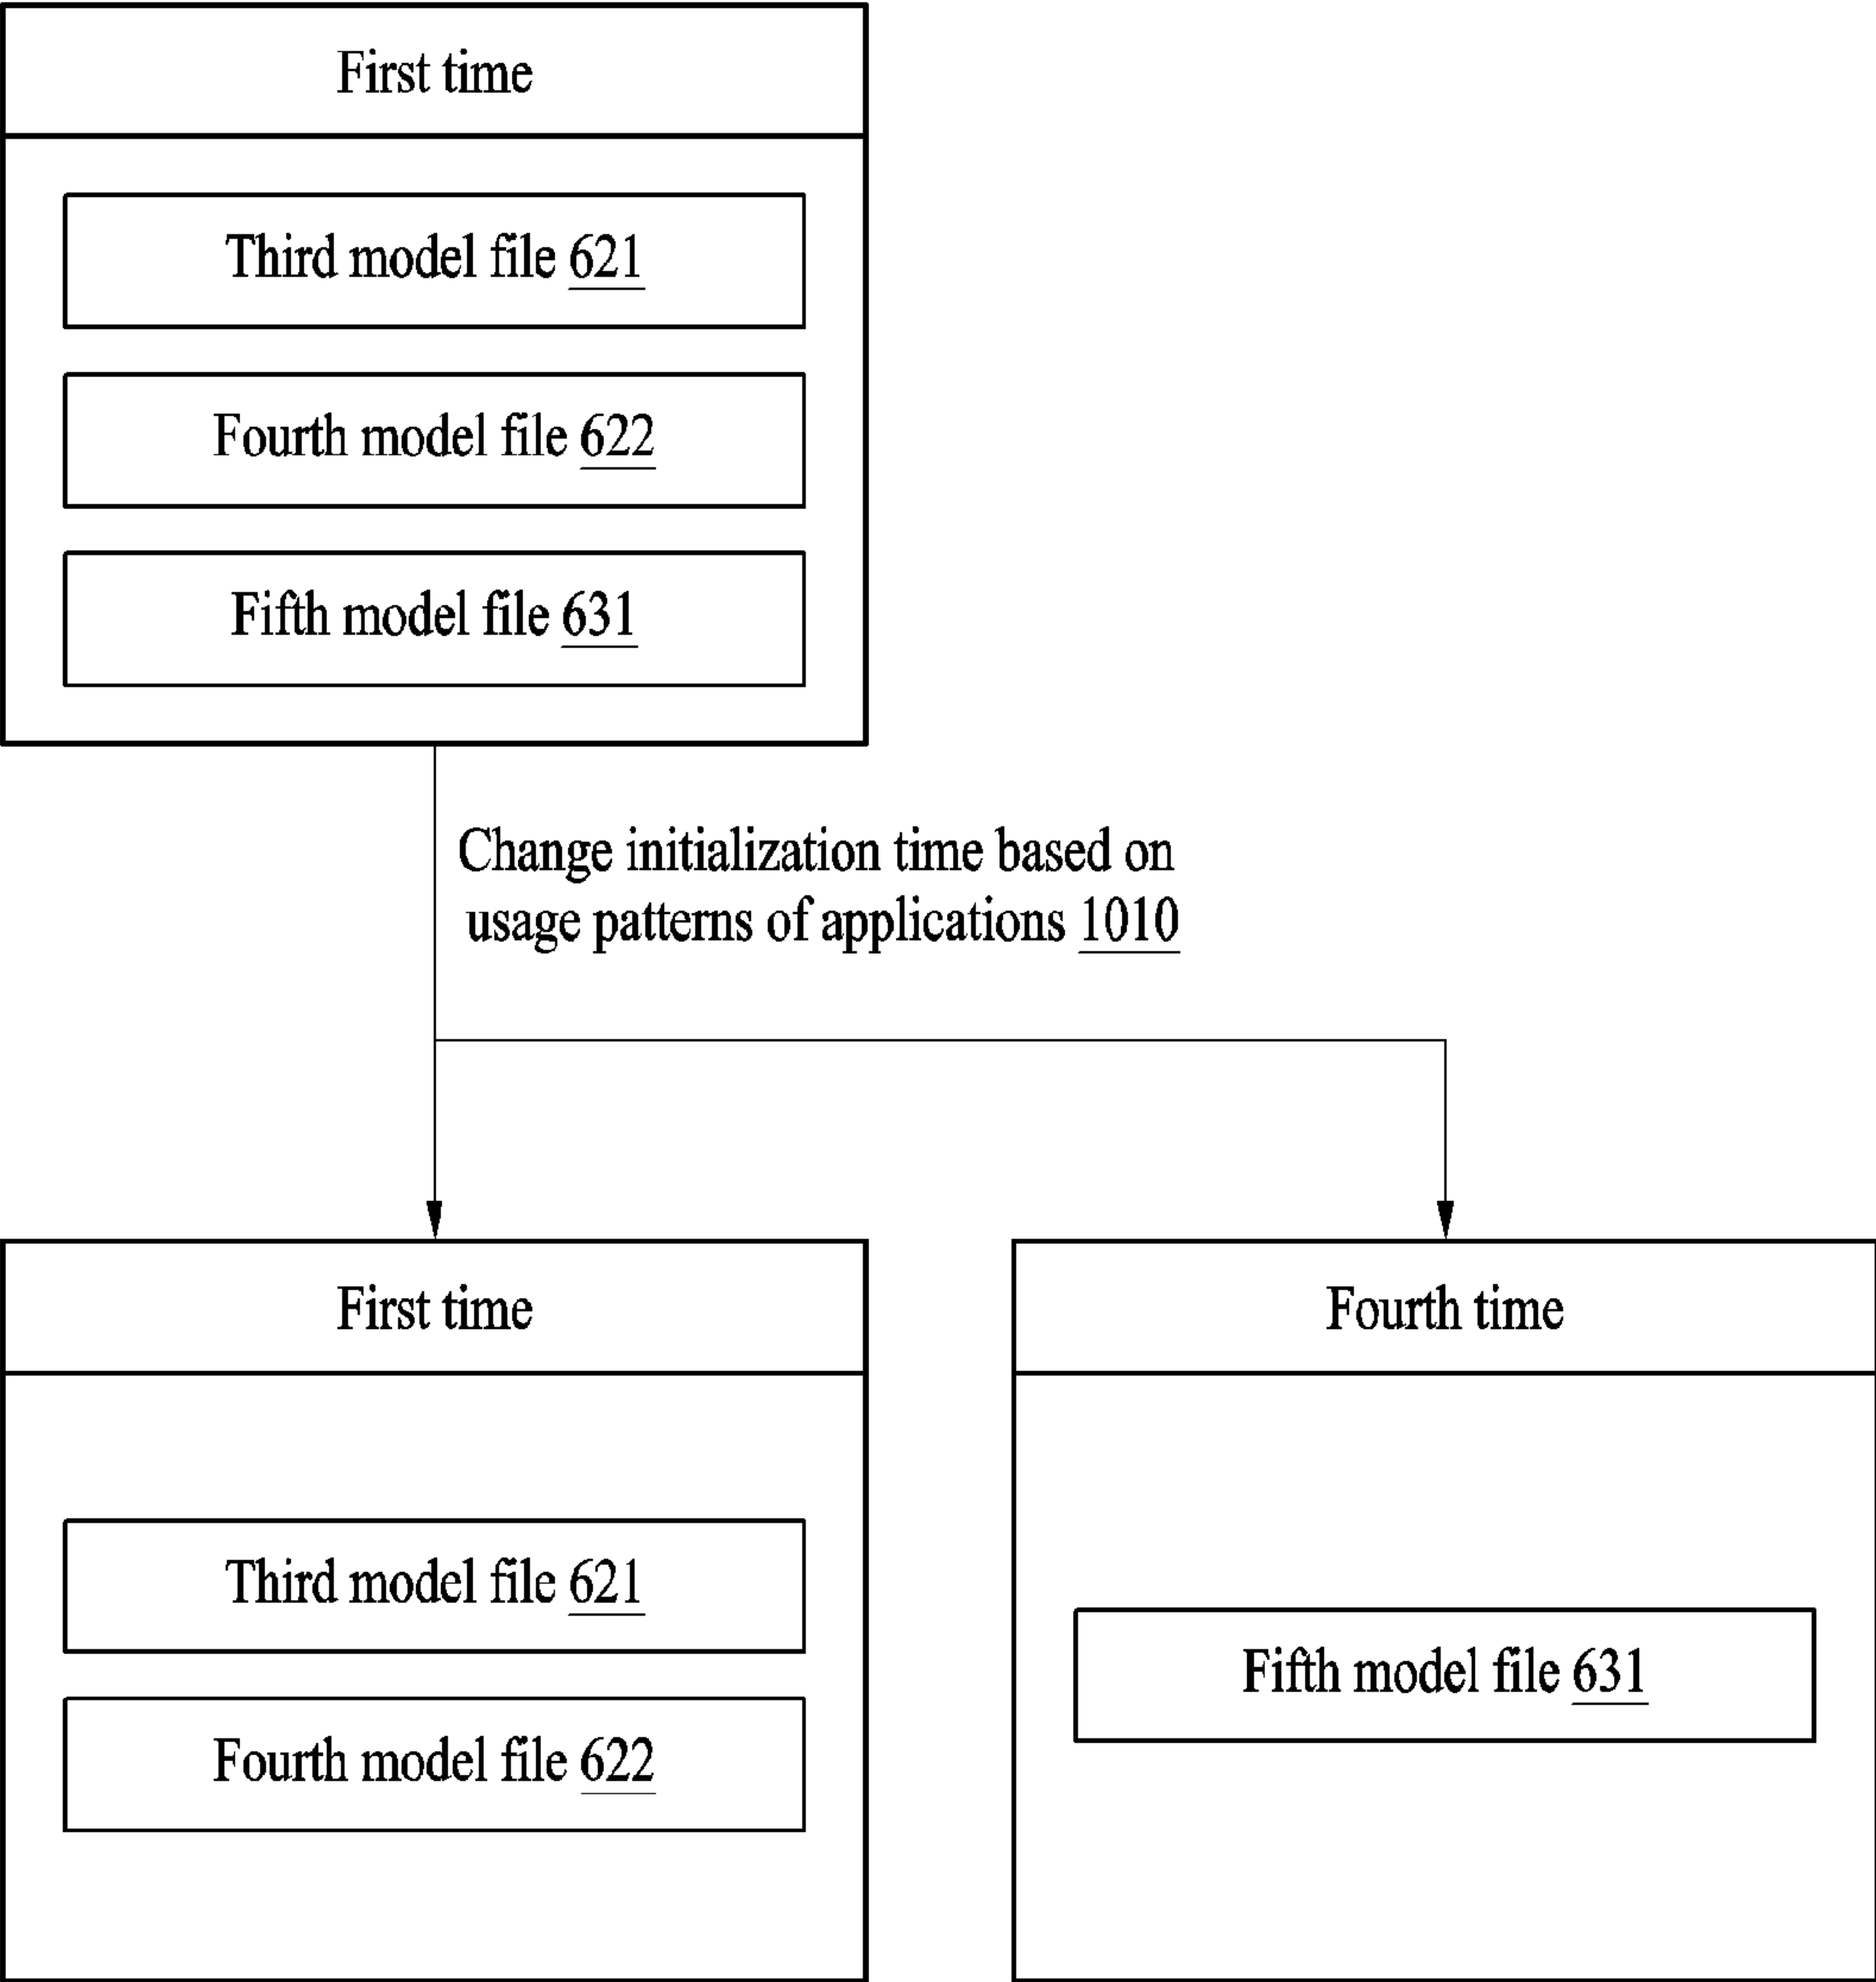 First time
Third model file 621
Fourth model file 622
Fifth model file 631
Change initialization time based on
usage patterns of applications 1010
First time
Third model file 621
Fourth model file 622
Fourth time
Fifth model file 631